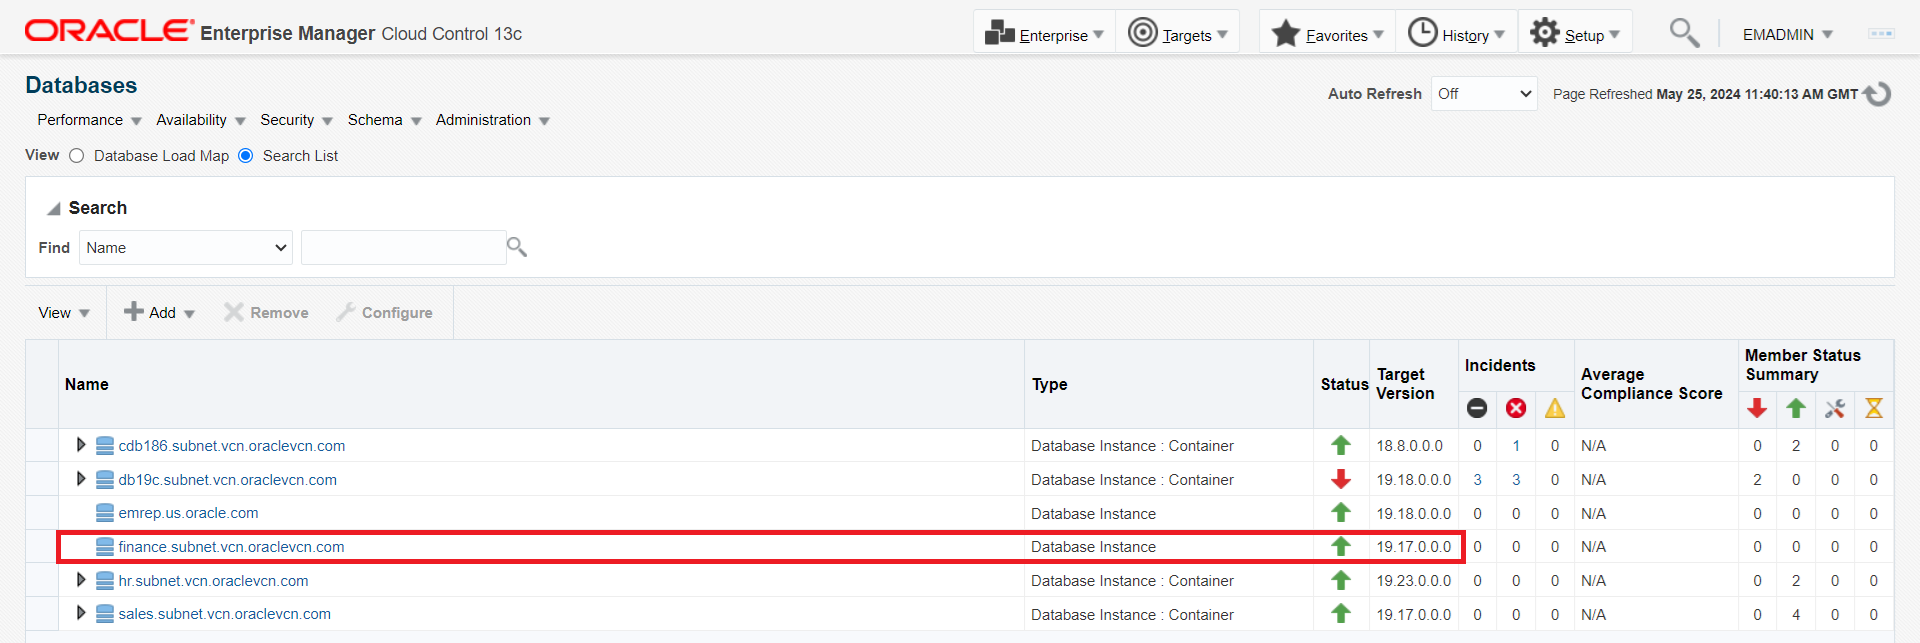 ORACLE Enterprise Manager Cloud Control 13c
Enterprise
Targets
Favorites
History
Setup
EMADMIN
Databases
Auto Refresh Off Page Refreshed May 25, 2024 11:40:13 AM GMT
Performance Availability Security Schema Administration
View Database Load Map Search List
Search
Find Name
View Add Remove Configure
Name Type Status Target Version Incidents Average Compliance Score Member Status Summary
cdb186.subnet.vcn.oraclevcn.com Database Instance : Container 18.8.0.0.0 0 1 0 N/A 0 2 0 0
db19c.subnet.vcn.oraclevcn.com Database Instance : Container 19.18.0.0.0 3 3 0 N/A 2 0 0 0
emrep.us.oracle.com Database Instance 19.18.0.0.0 0 0 0 N/A 0 0 0 0
finance.subnet.vcn.oraclevcn.com Database Instance 19.17.0.0.0 0 0 0 N/A 0 0 0 0
hr.subnet.vcn.oraclevcn.com Database Instance : Container 19.23.0.0.0 0 0 0 N/A 0 2 0 0
sales.subnet.vcn.oraclevcn.com Database Instance : Container 19.17.0.0.0 0 0 0 N/A 0 4 0 0